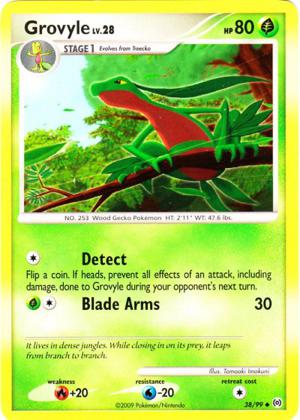 Grovyle LV.28
HP 80
STAGE 1 Evolves from Treecko
NO. 253 Wood Gecko Pokémon HT: 2'11" WT: 47.6 lbs.
Detect
Flip a coin. If heads, prevent all effects of an attack, including
damage, done to Grovyle during your opponent's next turn.
Blade Arms 30
It lives in dense jungles. While closing in on its prey, it leaps
from branch to branch.
Illus. Tomoaki Imakuni
weakness resistance retreat cost
+20 -20
©2009 Pokémon/Nintendo 38/99